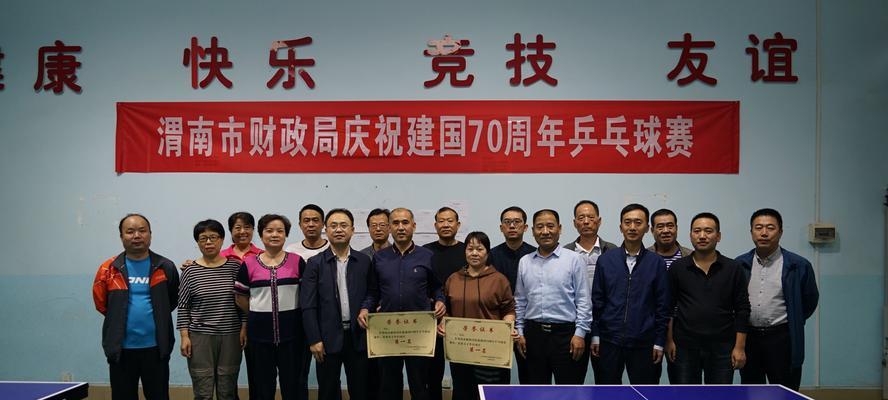 健康 快乐 竞技 友谊
渭南市财政局庆祝建国70周年乒乓球赛
荣誉证书
第一名
荣誉证书
第一名